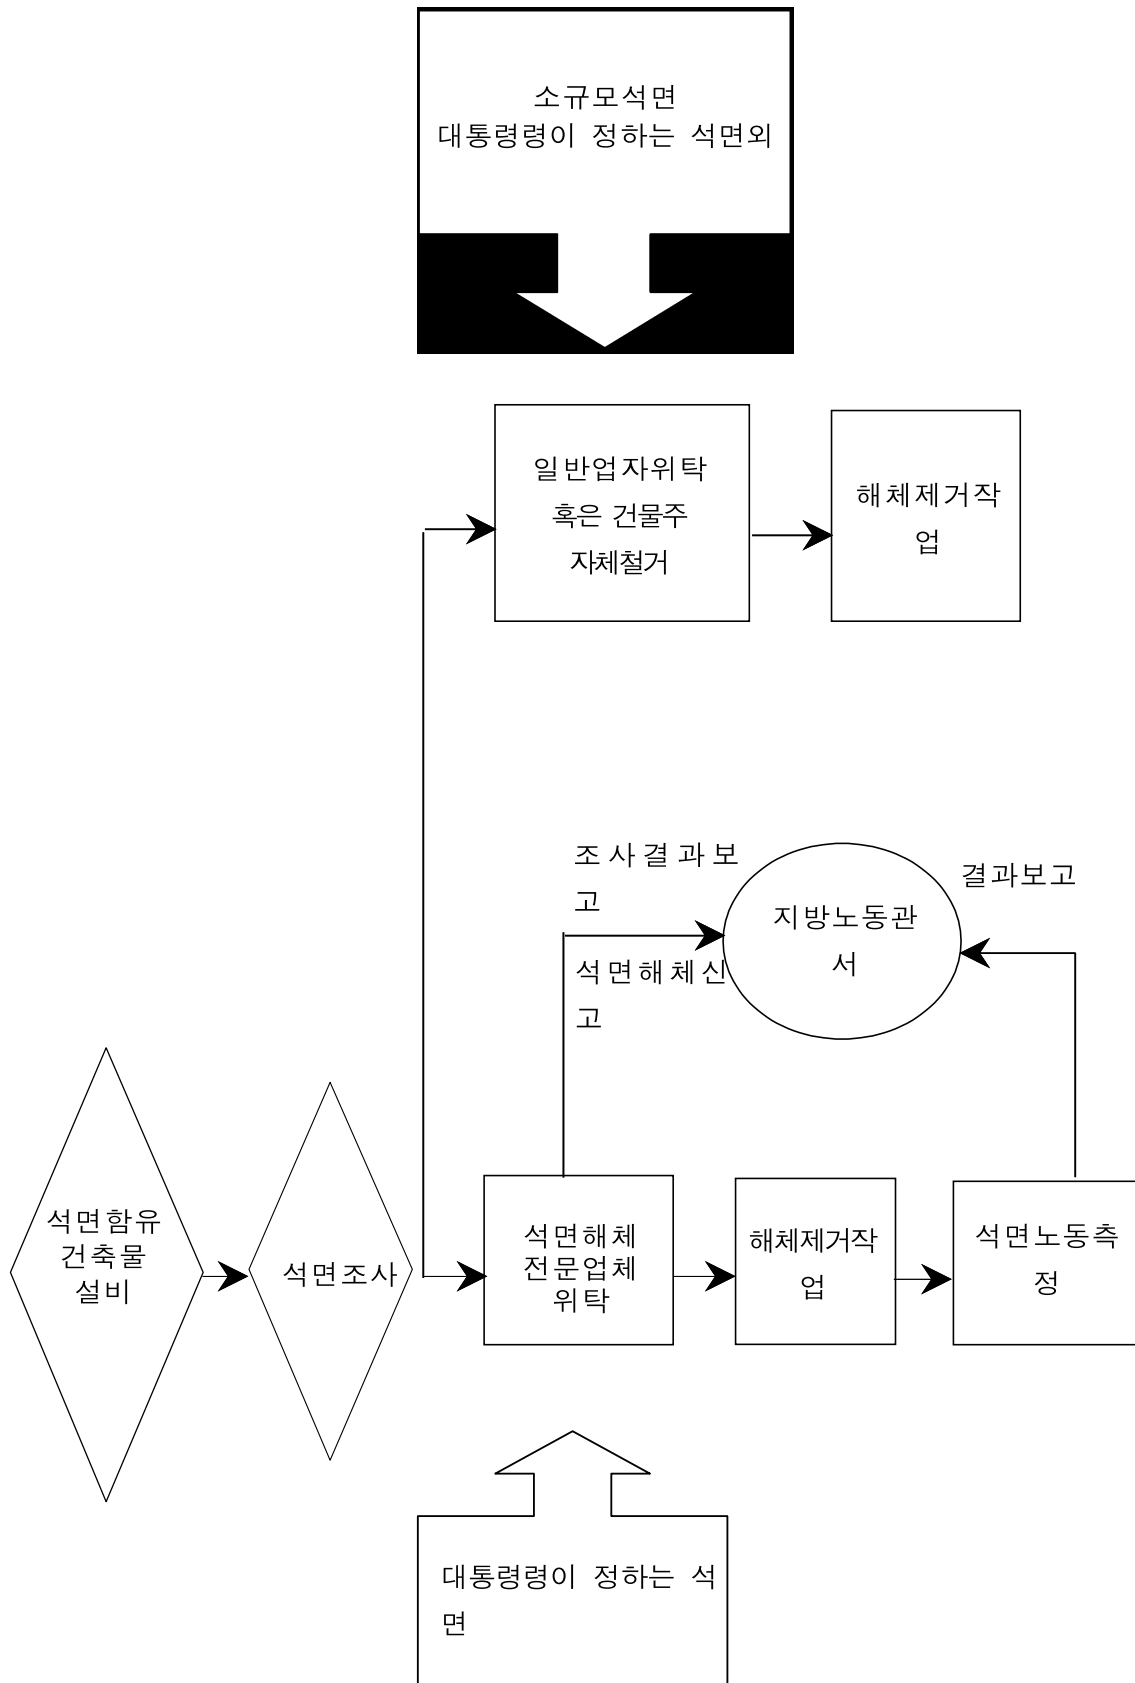 소규모석면
대통령령이 정하는 석면외
일반업자위탁
혹은 건물주
자체철거
해체제거작
업
조사결과보
고
석면해체신
고
지방노동관
서
결과보고
석면함유
건축물
설비
석면조사
석면해체
전문업체
위탁
해체제거작
업
석면노동측
정
대통령령이 정하는 석
면